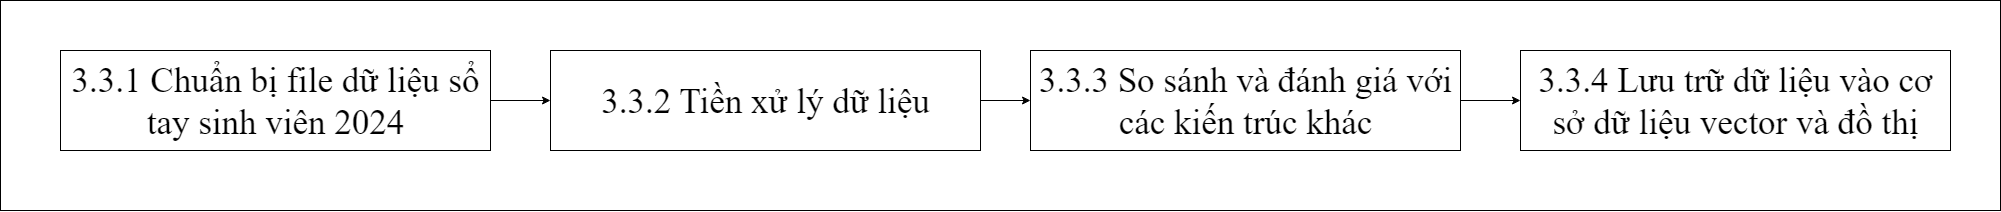 3.3.1 Chuẩn bị file dữ liệu sổ
tay sinh viên 2024
3.3.2 Tiền xử lý dữ liệu
3.3.3 So sánh và đánh giá với
các kiến trúc khác
3.3.4 Lưu trữ dữ liệu vào cơ
sở dữ liệu vector và đồ thị